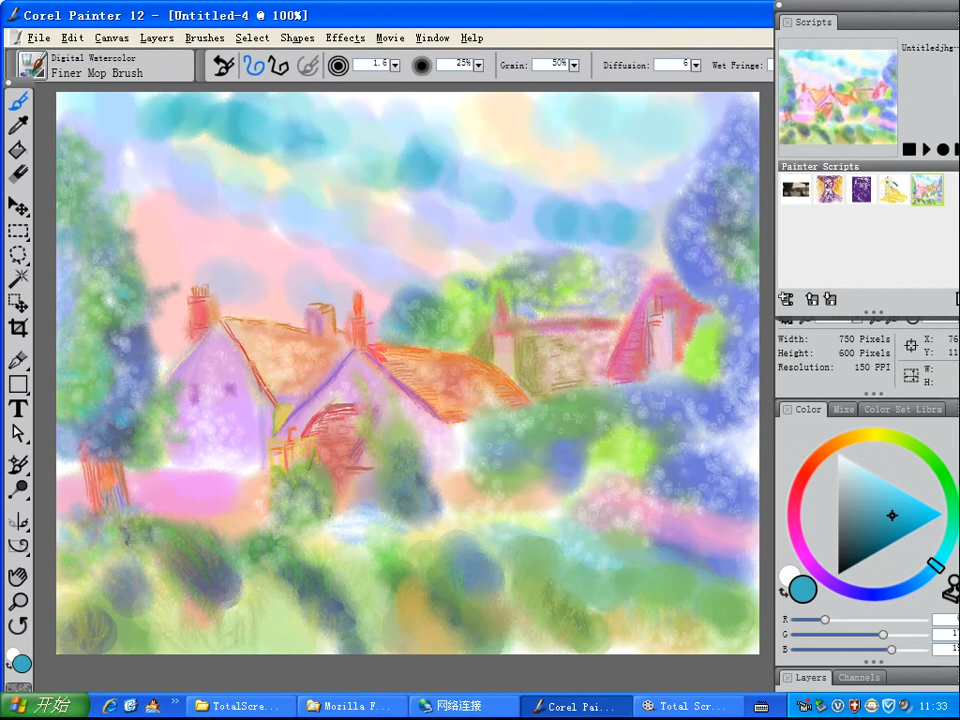 Corel Painter 12 - [Untitled-4 @ 100%]
File Edit Canvas Layers Brushes Select Shapes Effects Movie Window Help
Digital Watercolor
Finer Mop Brush
1.6
25%
Grain: 50%
Diffusion: 6
Wet Fringe:
Scripts
Untitledjhg
Painter Scripts
Width: 750 Pixels
Height: 600 Pixels
Resolution: 150 PPI
X: 76
Y: 11
W:
H:
Color Mixe Color Set Libra
R
G
B
Layers Channels
开始
TotalScre...
Mozilla F...
网络连接
Corel Pai...
Total Scr...
11:33